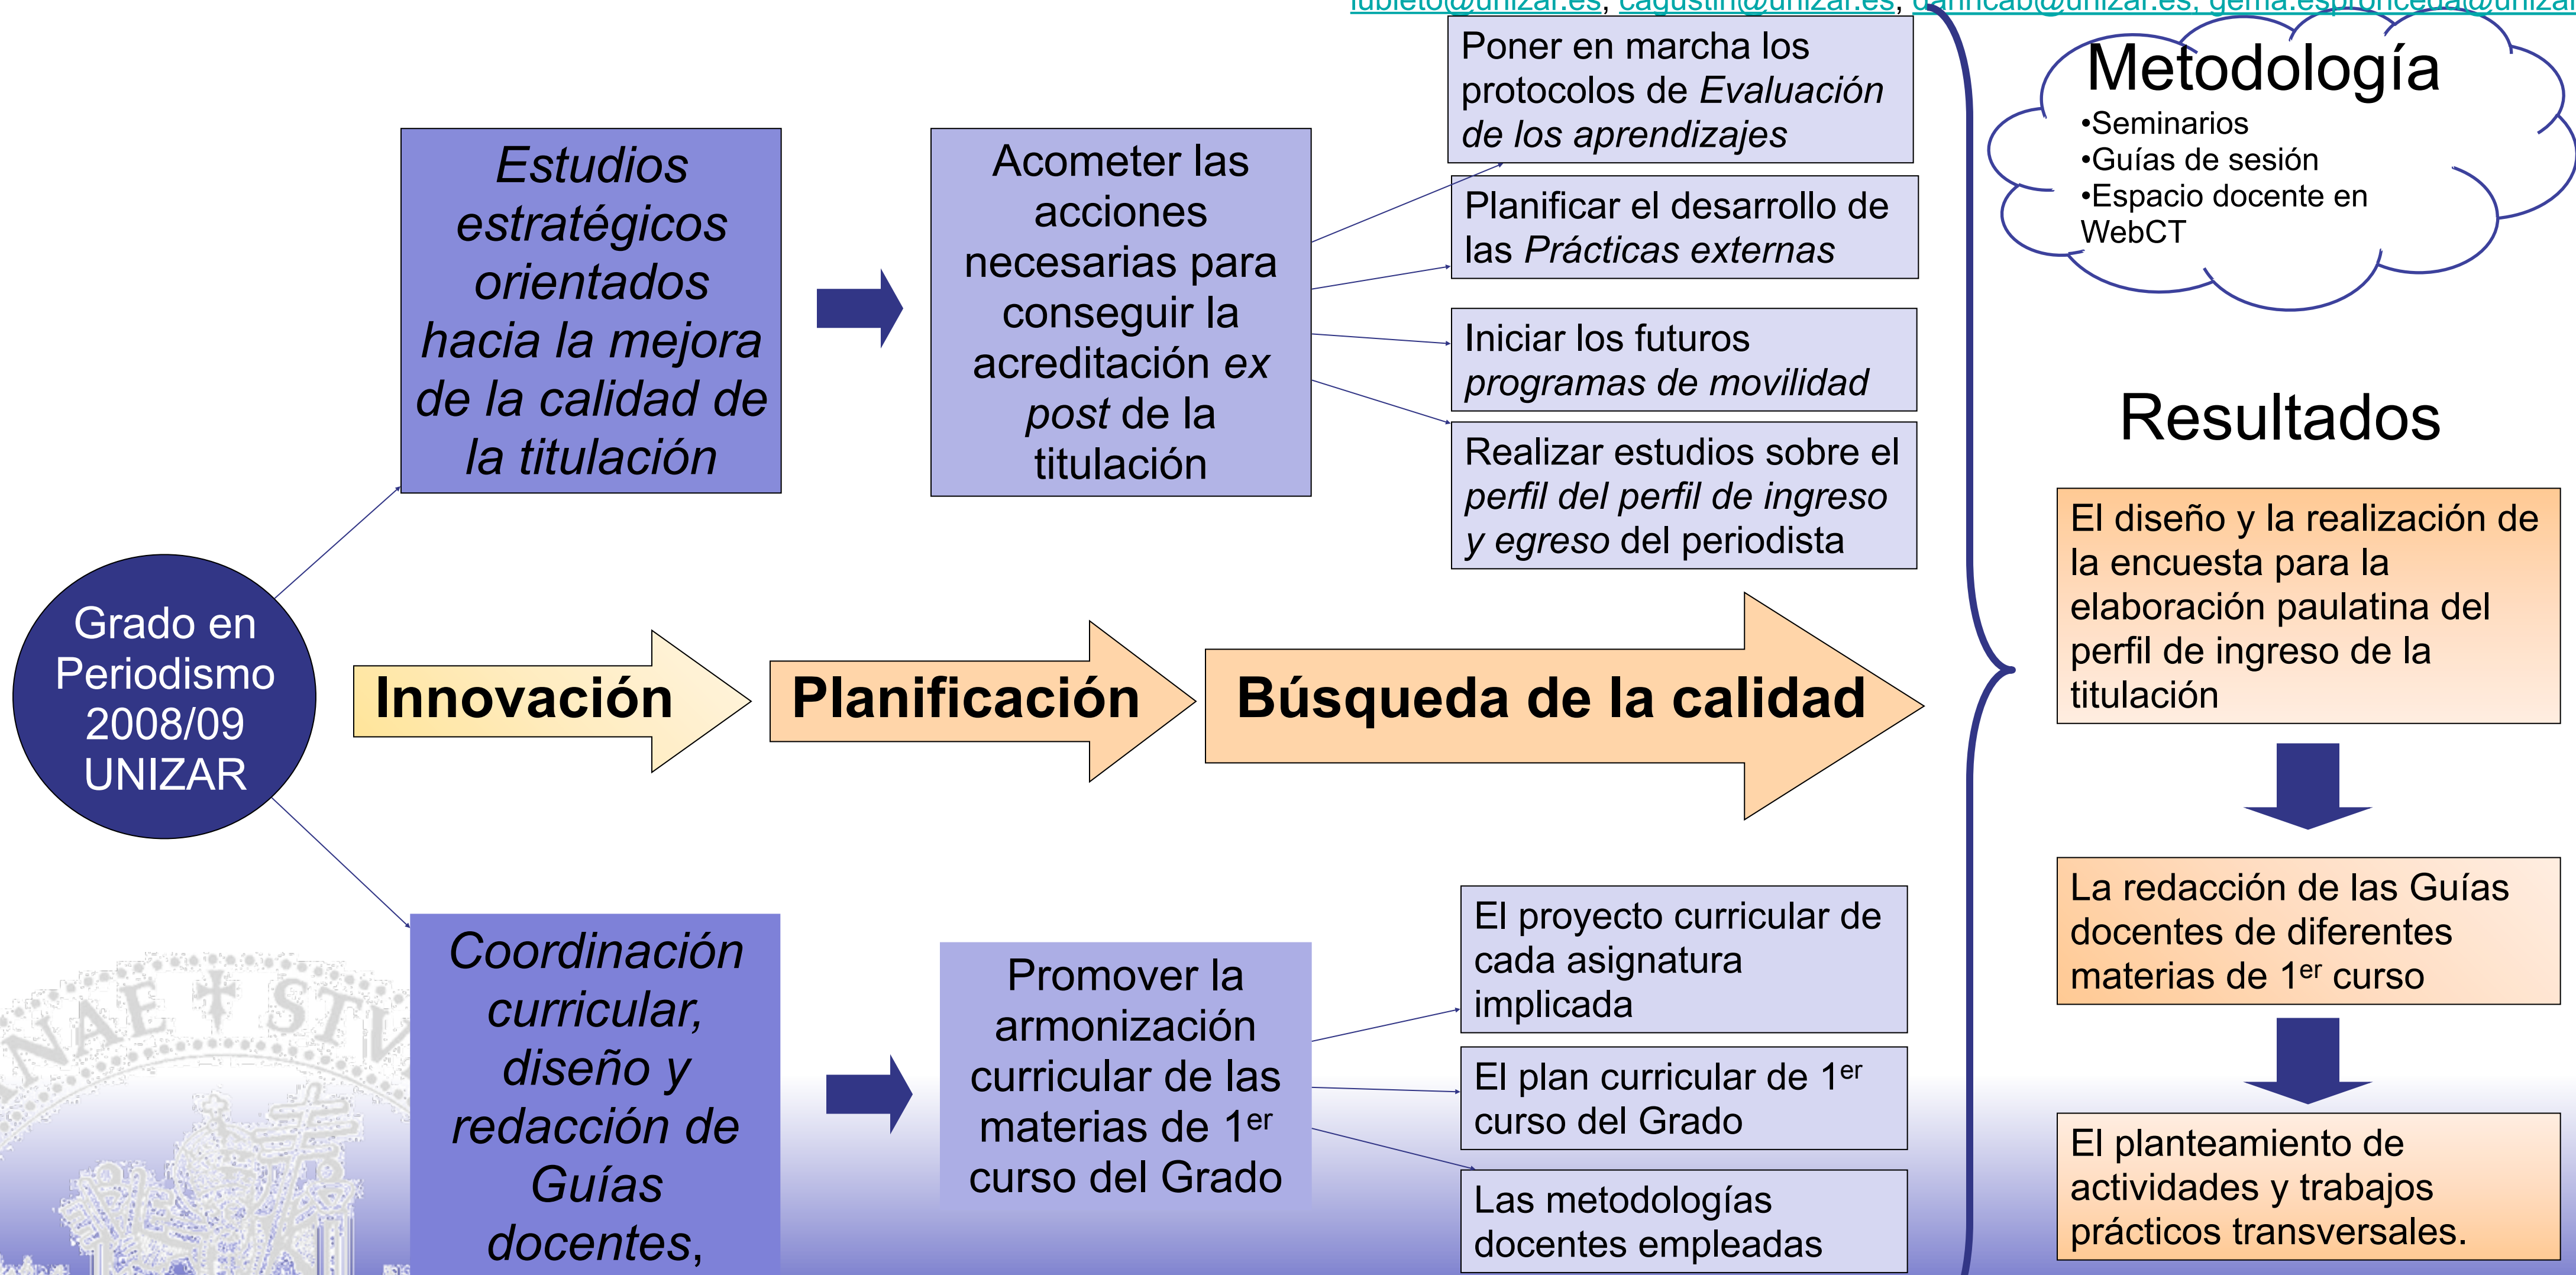 cagustin@unizar.es,
Poner en marcha los
protocolos de Evaluación
de los aprendizajes
Metodología
•Seminarios
•Guías de sesión
•Espacio docente en
WebCT
Estudios
estratégicos
orientados
hacia la mejora
de la calidad de
la titulación
Acometer las
acciones
necesarias para
conseguir la
acreditación ex
post de la
titulación
Planificar el desarrollo de
las Prácticas externas
Iniciar los futuros
programas de movilidad
Realizar estudios sobre el
perfil del perfil de ingreso
y egreso del periodista
Resultados
El diseño y la realización de
la encuesta para la
elaboración paulatina del
perfil de ingreso de la
titulación
Grado en
Periodismo
2008/09
UNIZAR
Innovación
Planificación
Búsqueda de la calidad
La redacción de las Guías
docentes de diferentes
materias de 1er curso
Coordinación
curricular,
diseño y
redacción de
Guías
docentes,
Promover la
armonización
curricular de las
materias de 1er
curso del Grado
El proyecto curricular de
cada asignatura
implicada
El plan curricular de 1er
curso del Grado
Las metodologías
docentes empleadas
El planteamiento de
actividades y trabajos
prácticos transversales.